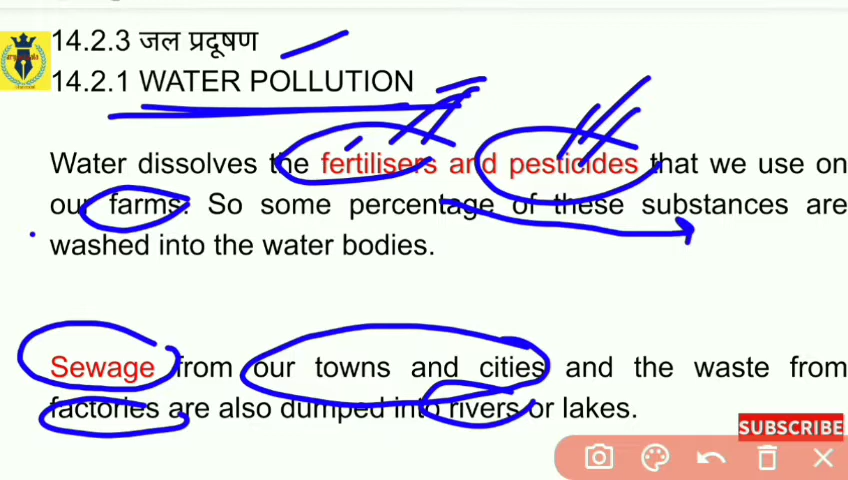 14.2.3 जल प्रदूषण
14.2.1 WATER POLLUTION
Water dissolves the fertilisers and pesticides that we use on
our farms. So some percentage of these substances are
washed into the water bodies.
Sewage from our towns and cities and the waste from
factories are also dumped into rivers or lakes.
SUBSCRIBE